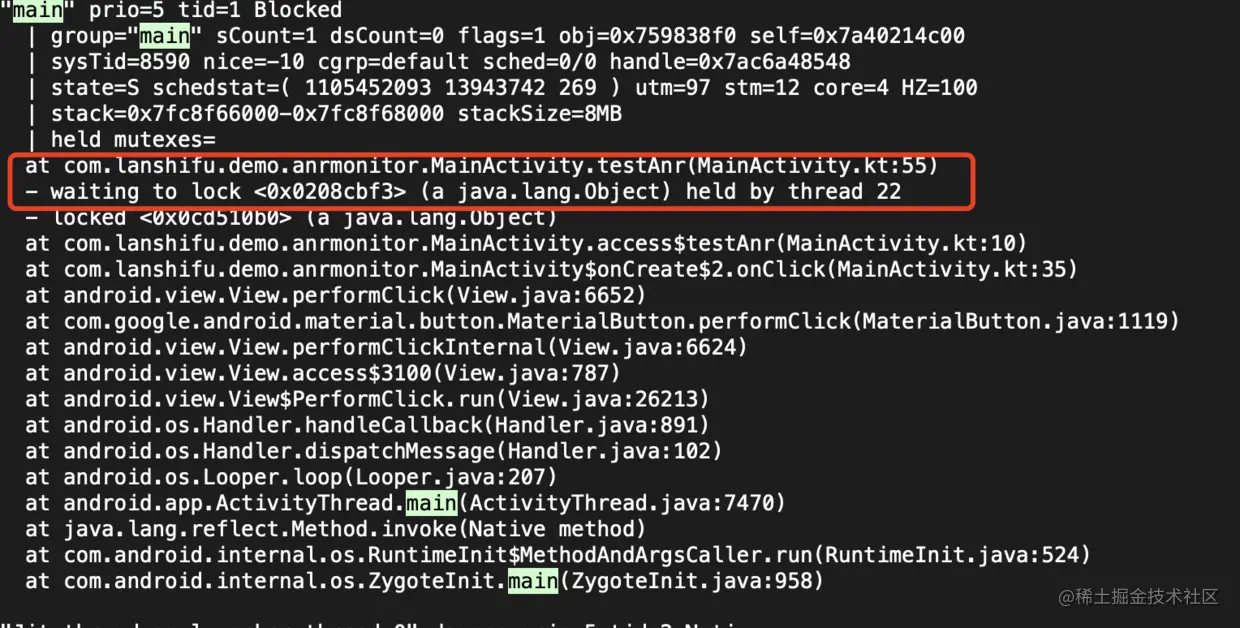 "main" prio=5 tid=1 Blocked
| group="main" sCount=1 dsCount=0 flags=1 obj=0x759838f0 self=0x7a40214c00
| sysTid=8590 nice=-10 cgrp=default sched=0/0 handle=0x7ac6a48548
| state=S schedstat=( 1105452093 13943742 269 ) utm=97 stm=12 core=4 HZ=100
| stack=0x7fc8f66000-0x7fc8f68000 stackSize=8MB
| held mutexes=
at com.lanshifu.demo.anrmonitor.MainActivity.testAnr(MainActivity.kt:55)
- waiting to lock <0x0208cbf3> (a java.lang.Object) held by thread 22
- locked <0x0cd510b0> (a java.lang.Object)
at com.lanshifu.demo.anrmonitor.MainActivity.access$testAnr(MainActivity.kt:10)
at com.lanshifu.demo.anrmonitor.MainActivity$onCreate$2.onClick(MainActivity.kt:35)
at android.view.View.performClick(View.java:6652)
at com.google.android.material.button.MaterialButton.performClick(MaterialButton.java:1119)
at android.view.View.performClickInternal(View.java:6624)
at android.view.View.access$3100(View.java:787)
at android.view.View$PerformClick.run(View.java:26213)
at android.os.Handler.handleCallback(Handler.java:891)
at android.os.Handler.dispatchMessage(Handler.java:102)
at android.os.Looper.loop(Looper.java:207)
at android.app.ActivityThread.main(ActivityThread.java:7470)
at java.lang.reflect.Method.invoke(Native method)
at com.android.internal.os.RuntimeInit$MethodAndArgsCaller.run(RuntimeInit.java:524)
at com.android.internal.os.ZygoteInit.main(ZygoteInit.java:958)
@稀土掘金技术社区